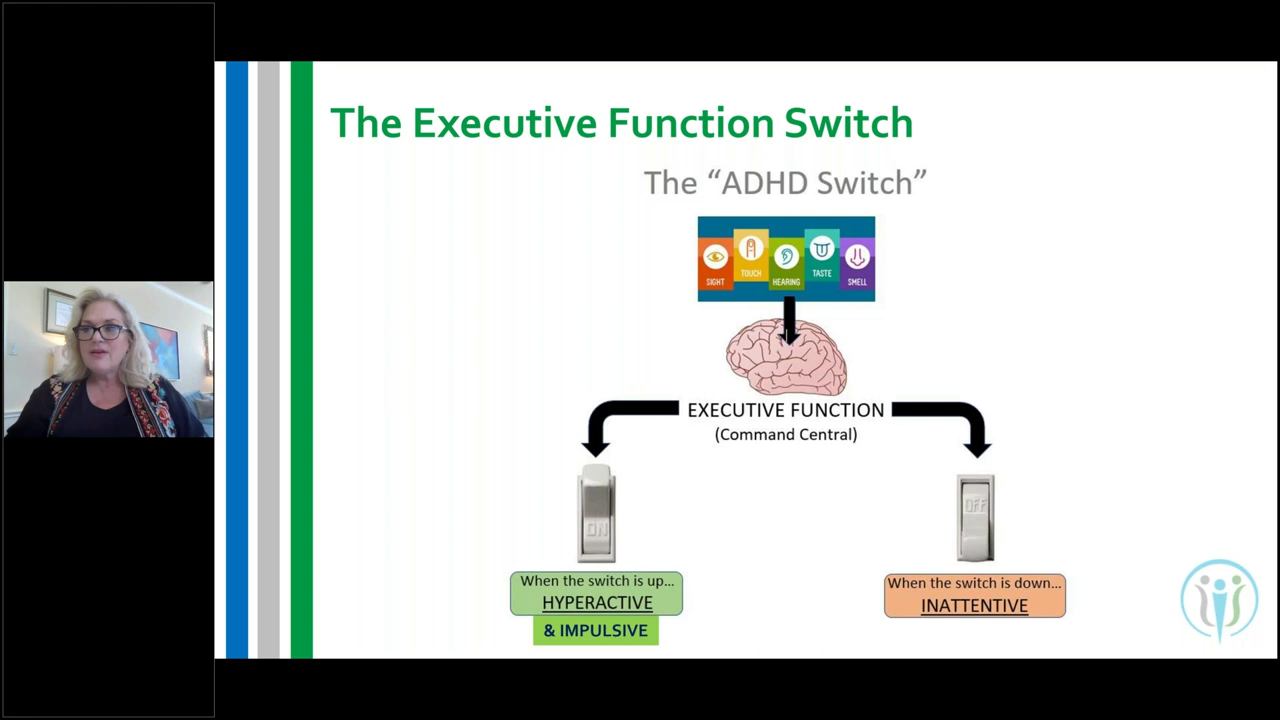 The Executive Function Switch
The “ADHD Switch”
SIGHT
TOUCH
HEARING
TASTE
SMELL
EXECUTIVE FUNCTION
(Command Central)
ON
OFF
When the switch is up...
HYPERACTIVE
& IMPULSIVE
When the switch is down...
INATTENTIVE